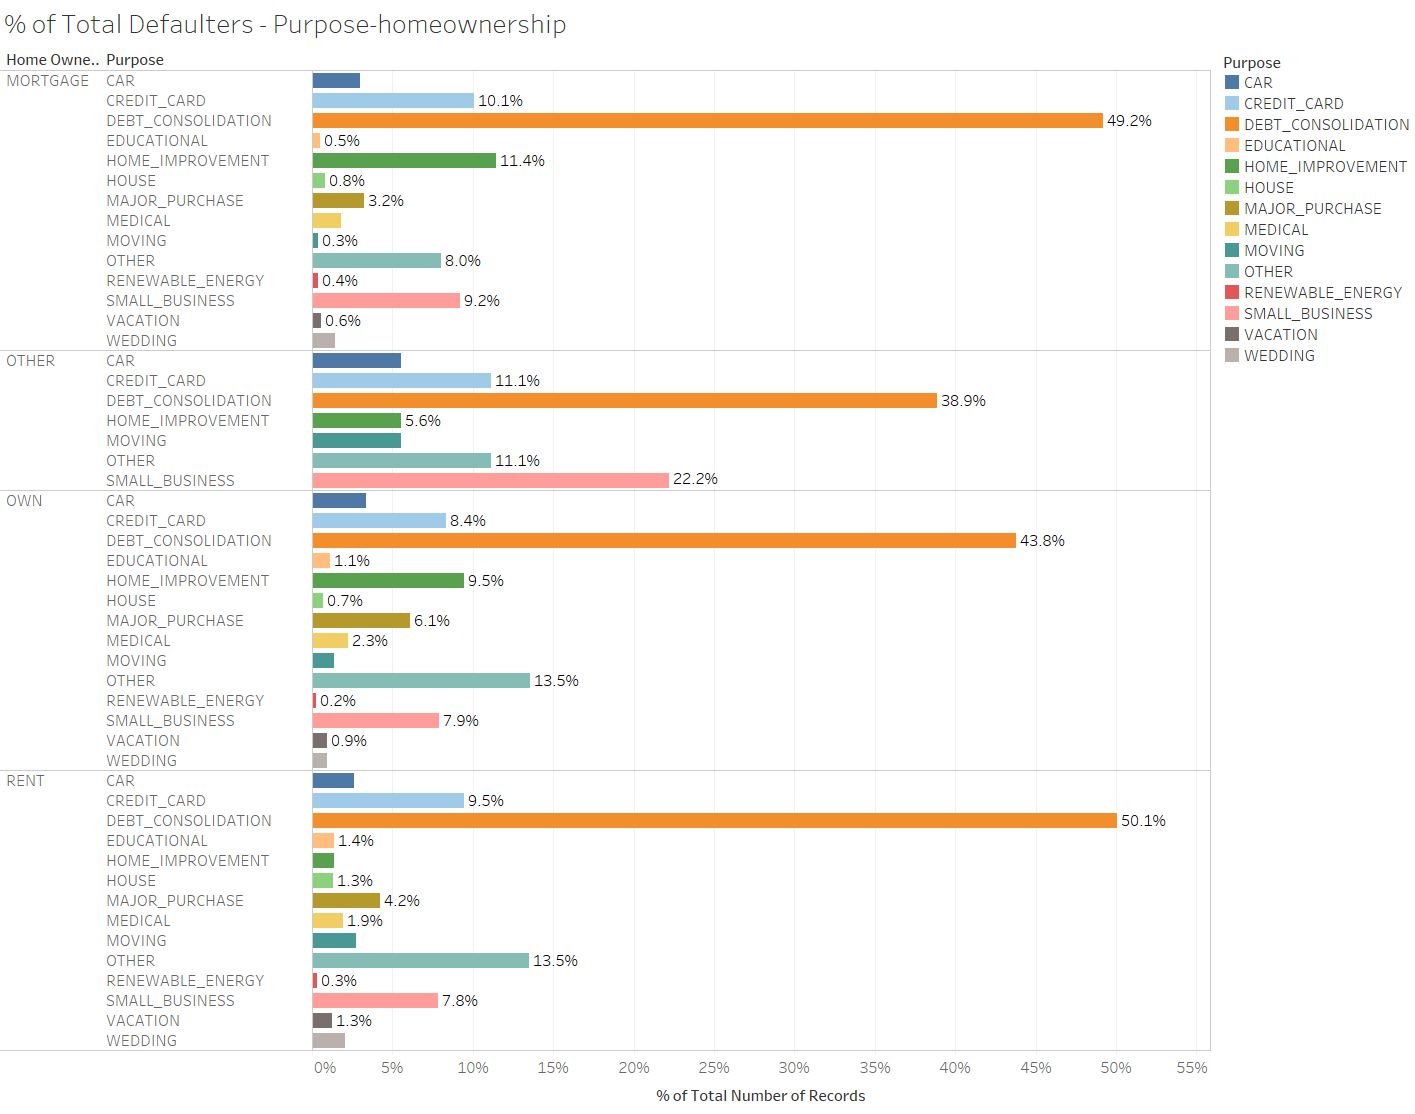 % of Total Defaulters - Purpose-homeownership
Home Owne.. Purpose
MORTGAGE CAR
CREDIT_CARD 10.1%
DEBT_CONSOLIDATION 49.2%
EDUCATIONAL 0.5%
HOME_IMPROVEMENT 11.4%
HOUSE 0.8%
MAJOR_PURCHASE 3.2%
MEDICAL
MOVING 0.3%
OTHER 8.0%
RENEWABLE_ENERGY 0.4%
SMALL_BUSINESS 9.2%
VACATION 0.6%
WEDDING
OTHER CAR
CREDIT_CARD 11.1%
DEBT_CONSOLIDATION 38.9%
HOME_IMPROVEMENT 5.6%
MOVING
OTHER 11.1%
SMALL_BUSINESS 22.2%
OWN CAR
CREDIT_CARD 8.4%
DEBT_CONSOLIDATION 43.8%
EDUCATIONAL 1.1%
HOME_IMPROVEMENT 9.5%
HOUSE 0.7%
MAJOR_PURCHASE 6.1%
MEDICAL 2.3%
MOVING
OTHER 13.5%
RENEWABLE_ENERGY 0.2%
SMALL_BUSINESS 7.9%
VACATION 0.9%
WEDDING
RENT CAR
CREDIT_CARD 9.5%
DEBT_CONSOLIDATION 50.1%
EDUCATIONAL 1.4%
HOME_IMPROVEMENT
HOUSE 1.3%
MAJOR_PURCHASE 4.2%
MEDICAL 1.9%
MOVING
OTHER 13.5%
RENEWABLE_ENERGY 0.3%
SMALL_BUSINESS 7.8%
VACATION 1.3%
WEDDING
0% 5% 10% 15% 20% 25% 30% 35% 40% 45% 50% 55%
% of Total Number of Records
Purpose
CAR
CREDIT_CARD
DEBT_CONSOLIDATION
EDUCATIONAL
HOME_IMPROVEMENT
HOUSE
MAJOR_PURCHASE
MEDICAL
MOVING
OTHER
RENEWABLE_ENERGY
SMALL_BUSINESS
VACATION
WEDDING